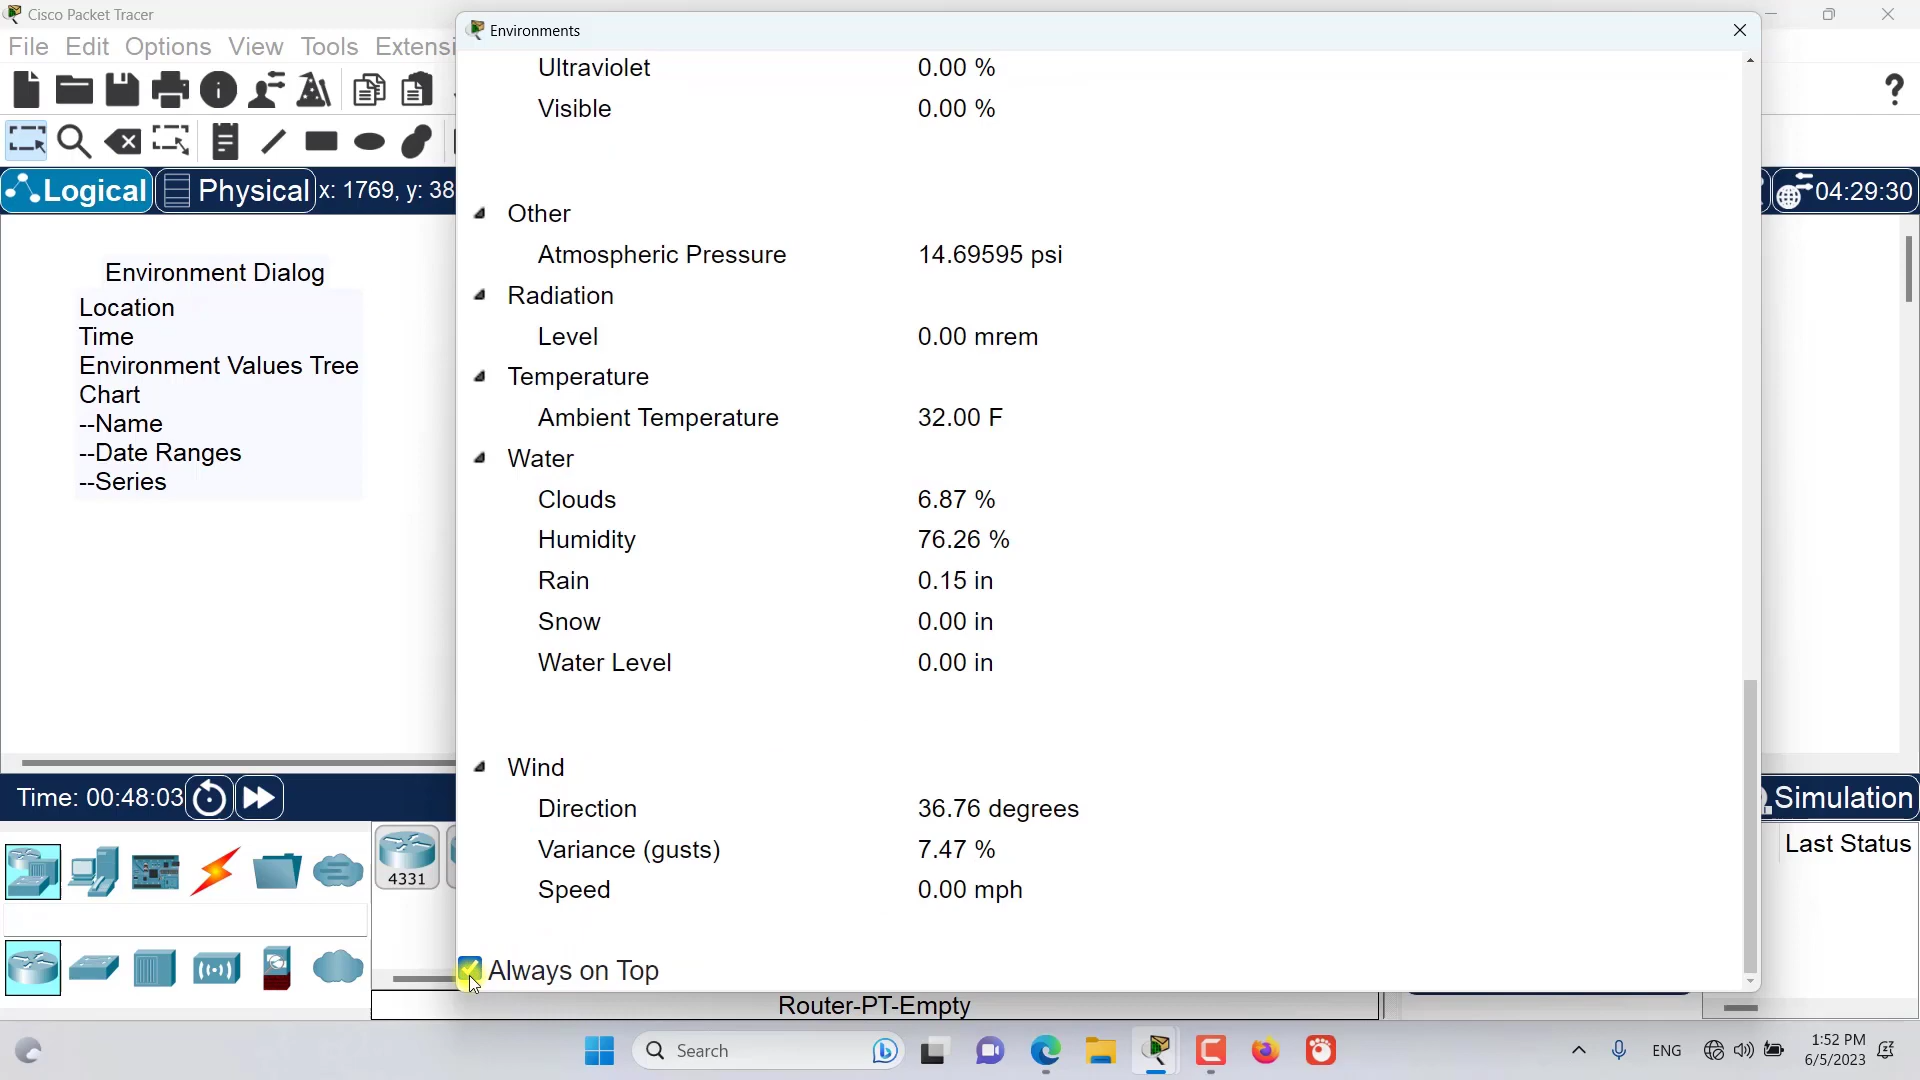 Cisco Packet Tracer
File Edit Options View Tools Extensi
Logical Physical x: 1769, y: 38
04:29:30
Environment Dialog
Location
Time
Environment Values Tree
Chart
--Name
--Date Ranges
--Series
Environments
Ultraviolet 0.00 %
Visible 0.00 %
Other
Atmospheric Pressure 14.69595 psi
Radiation
Level 0.00 mrem
Temperature
Ambient Temperature 32.00 F
Water
Clouds 6.87 %
Humidity 76.26 %
Rain 0.15 in
Snow 0.00 in
Water Level 0.00 in
Wind
Direction 36.76 degrees
Variance (gusts) 7.47 %
Speed 0.00 mph
Always on Top
Time: 00:48:03
Simulation
4331
Last Status
Router-PT-Empty
Search
ENG
1:52 PM
6/5/2023